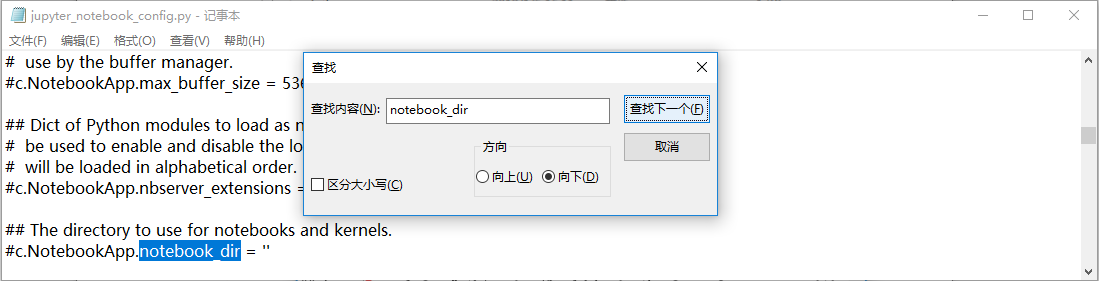 jupyter_notebook_config.py - 记事本
文件(F) 编辑(E) 格式(O) 查看(V) 帮助(H)
# use by the buffer manager.
#c.NotebookApp.max_buffer_size = 536
## Dict of Python modules to load as n
# be used to enable and disable the lo
# will be loaded in alphabetical order.
#c.NotebookApp.nbserver_extensions =
## The directory to use for notebooks and kernels.
#c.NotebookApp.notebook_dir = ''
查找
查找内容(N): notebook_dir 查找下一个(F)
方向 取消
区分大小写(C) 向上(U) 向下(D)